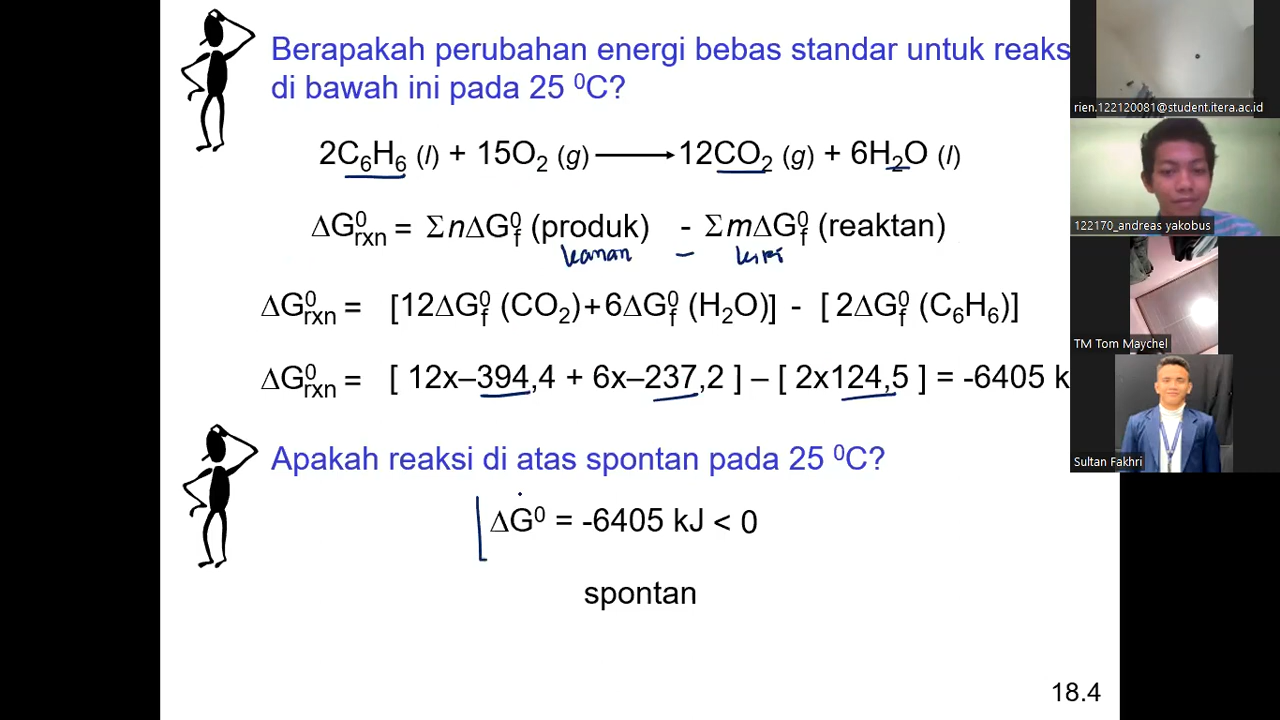 Berapakah perubahan energi bebas standar untuk reaks
di bawah ini pada 25 ⁰C?
2C₆H₆ (l) + 15O₂ (g) ⟶ 12CO₂ (g) + 6H₂O (l)
ΔG⁰rxn = ΣnΔG⁰f (produk) - ΣmΔG⁰f (reaktan)
kanan – kiri
ΔG⁰rxn = [12ΔG⁰f (CO₂)+6ΔG⁰f (H₂O)] - [ 2ΔG⁰f (C₆H₆)]
ΔG⁰rxn = [ 12x–394,4 + 6x–237,2 ] – [ 2x124,5 ] = -6405 k
Apakah reaksi di atas spontan pada 25 ⁰C?
ΔG⁰ = -6405 kJ < 0
spontan
18.4
rien.122120081@student.itera.ac.id
122170_andreas yakobus
TM Tom Maychel
Sultan Fakhri